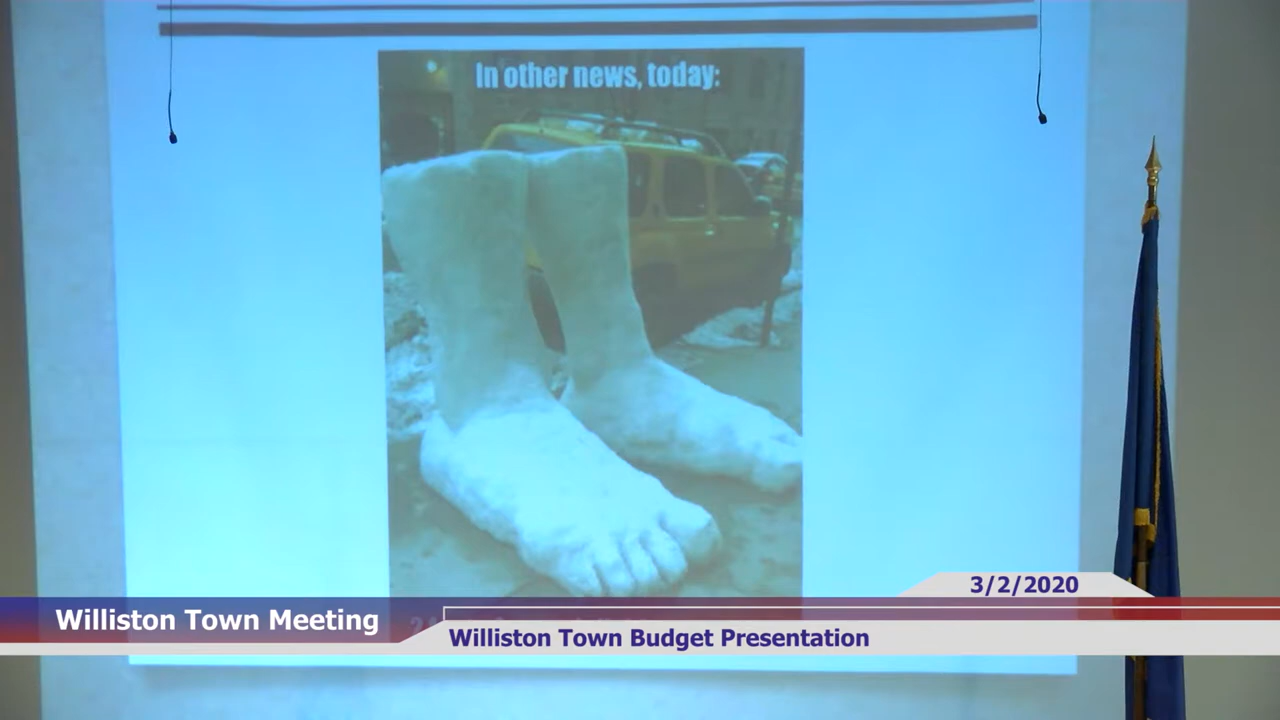 In other news, today:
3/2/2020
Williston Town Meeting
Williston Town Budget Presentation